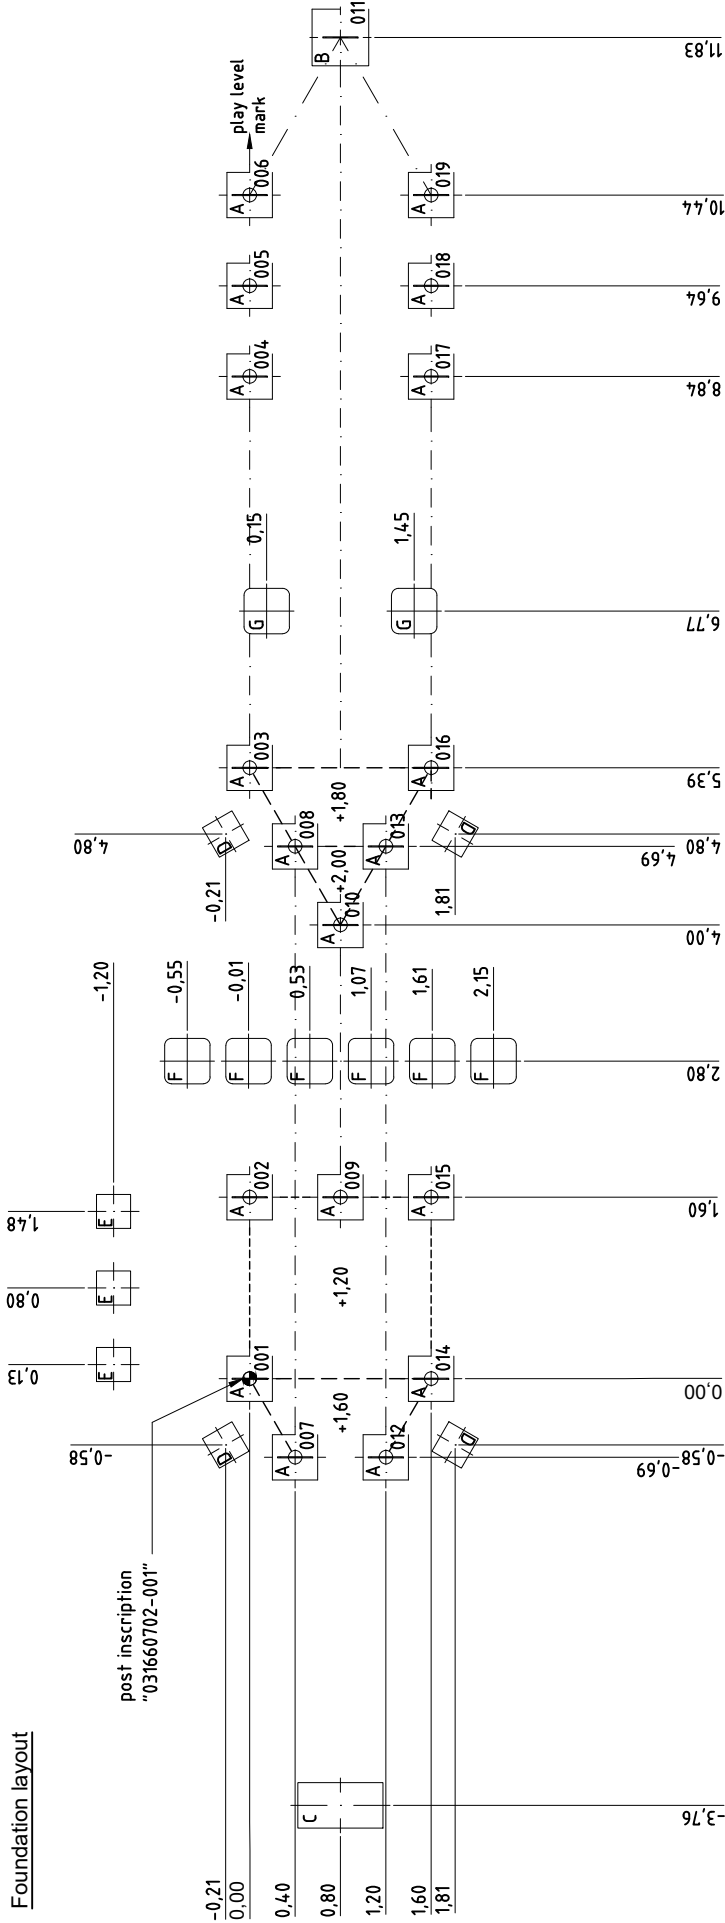 Foundation layout
post inscription
"031660702-001"
play level
mark
-0,58
0,13
0,80
1,48
4,80
-1,20
E
E
E
-0,55
-0,01
0,53
1,07
1,61
2,15
F
F
F
F
F
F
D
D
D
D
-0,21
1,81
0,15
1,45
G
G
C
B
011
A
001
A
002
A
003
A
004
A
005
A
006
A
007
A
008
A
009
A
010
A
012
A
013
A
014
A
015
A
016
A
017
A
018
A
019
+1,60
+1,20
+2,00
+1,80
-0,21
0,00
0,40
0,80
1,20
1,60
1,81
-3,76
-0,69
-0,58
0,00
1,60
2,80
4,00
4,69
4,80
5,39
6,77
8,84
9,64
10,44
11,83